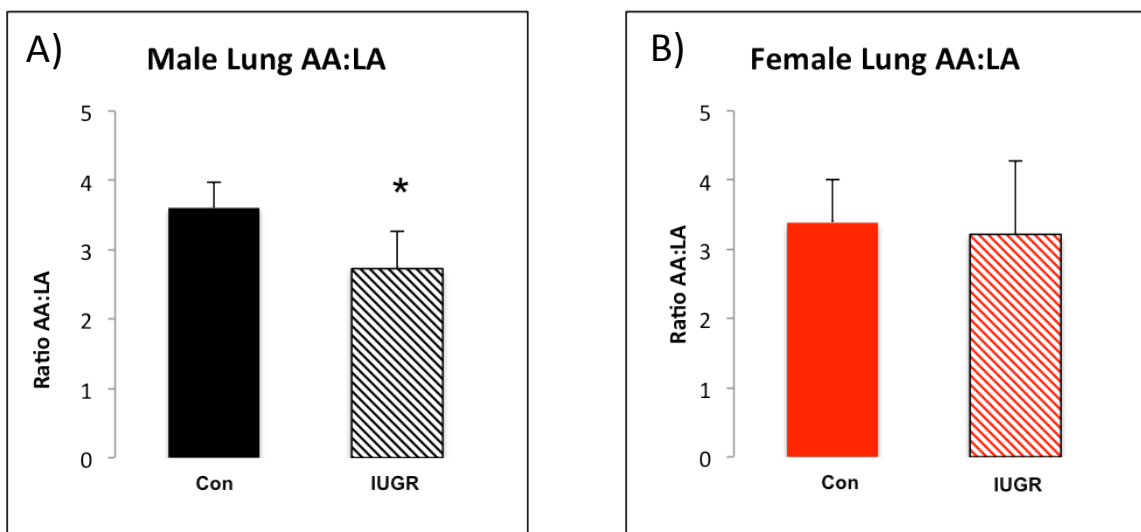 A)
Male Lung AA:LA
5
4
3
2
1
0
Ratio AA:LA
*
Con
IUGR
B)
Female Lung AA:LA
5
4
3
2
1
0
Ratio AA:LA
Con
IUGR